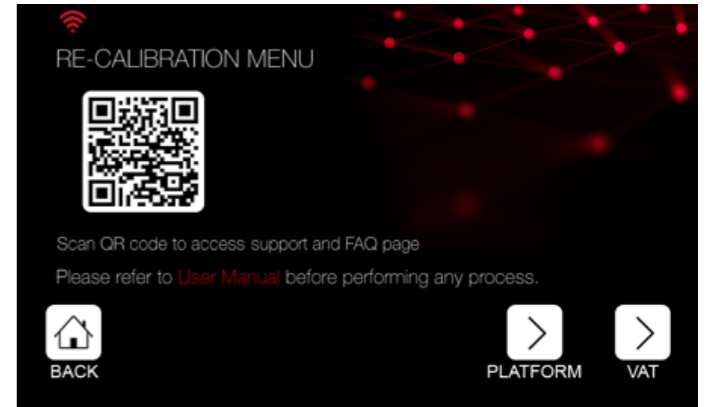 RE-CALIBRATION MENU
Scan QR code to access support and FAQ page
Please refer to User Manual before performing any process.
BACK
PLATFORM
VAT